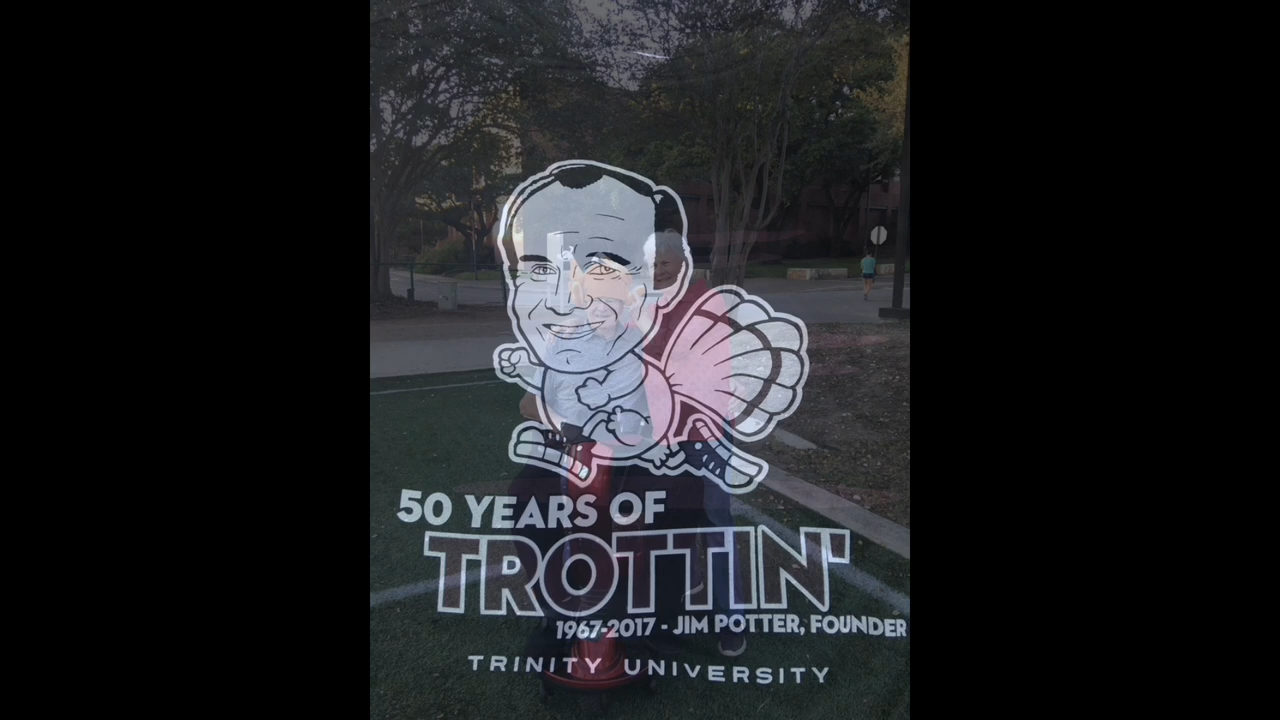 50 YEARS OF
TROTTIN'
1967-2017 - JIM POTTER, FOUNDER
TRINITY UNIVERSITY